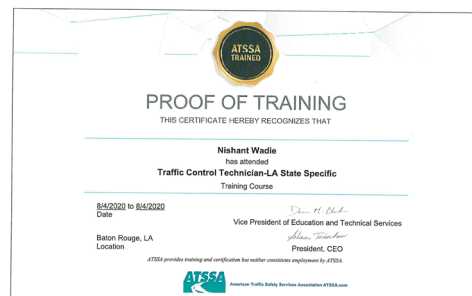 ATSSA
TRAINED
PROOF OF TRAINING
THIS CERTIFICATE HEREBY RECOGNIZES THAT
Nishant Wadie
has attended
Traffic Control Technician-LA State Specific
Training Course
8/4/2020 to 8/4/2020
Date
Vice President of Education and Technical Services
Baton Rouge, LA
Location
President, CEO
ATSSA provides training and certification but neither constitutes employment by ATSSA.
ATSSA American Traffic Safety Services Association ATSSA.com